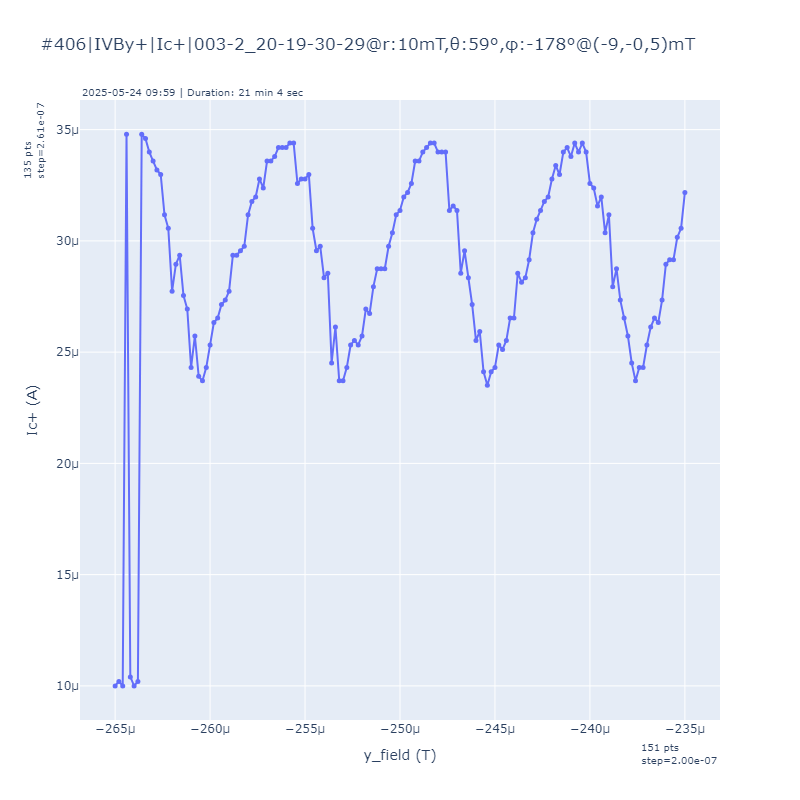 #406|IVBy+|Ic+|003-2_20-19-30-29@r:10mT,θ:59°,φ:-178°@(-9,-0,5)mT
2025-05-24 09:59 | Duration: 21 min 4 sec
135 pts
step=2.61e-07
35μ
30μ
25μ
20μ
15μ
10μ
Ic+ (A)
−265μ
−260μ
−255μ
−250μ
−245μ
−240μ
−235μ
y_field (T)
151 pts
step=2.00e-07